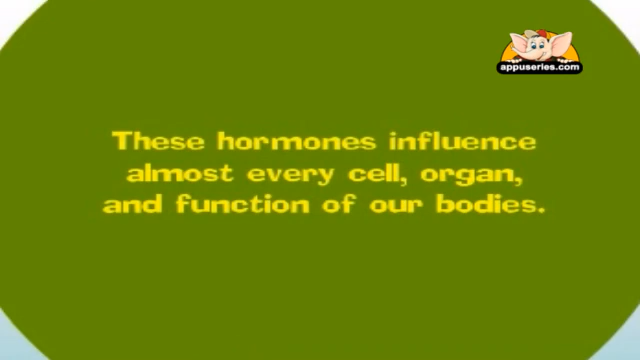 appuseries.com
These hormones influence
almost every cell, organ,
and function of our bodies.